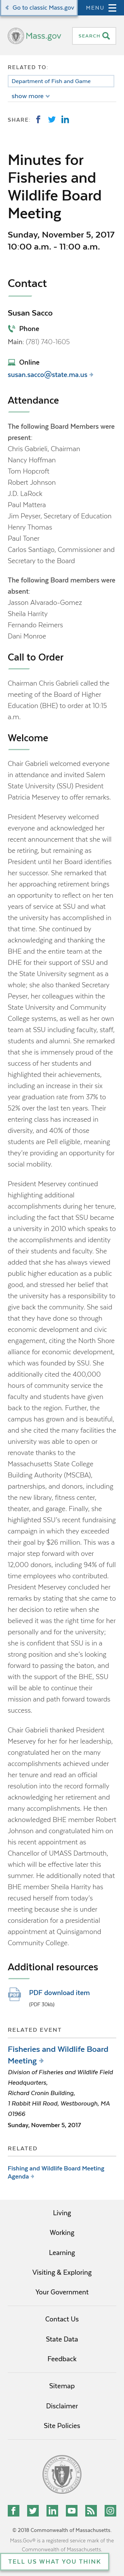 Go to classic Mass.gov
MENU
Mass.gov
SEARCH
RELATED TO:
Department of Fish and Game
show more
SHARE:
Minutes for
Fisheries and
Wildlife Board
Meeting
Sunday, November 5, 2017
10:00 a.m. - 11:00 a.m.
Contact
Susan Sacco
Phone
Main: (781) 740-1605
Online
susan.sacco@state.ma.us
Attendance
The following Board Members were
present:
Chris Gabrieli, Chairman
Nancy Hoffman
Tom Hopcroft
Robert Johnson
J.D. LaRock
Paul Mattera
Jim Peyser, Secretary of Education
Henry Thomas
Paul Toner
Carlos Santiago, Commissioner and
Secretary to the Board
The following Board members were
absent:
Jasson Alvarado-Gomez
Sheila Harrity
Fernando Reimers
Dani Monroe
Call to Order
Chairman Chris Gabrieli called the
meeting of the Board of Higher
Education (BHE) to order at 10:15
a.m.
Welcome
Chair Gabrieli welcomed everyone
in attendance and invited Salem
State University (SSU) President
Patricia Meservey to offer remarks.
President Meservey welcomed
everyone and acknowledged her
recent announcement that she will
be retiring, but remaining as
President until her Board identifies
her successor. She remarked that
her approaching retirement brings
an opportunity to reflect on ten
years of service at SSU and what
the University has accomplished in
that time. She continued by
acknowledging and thanking the
BHE and the entire team at the
DHE for their support of SSU and
the State University segment as a
whole. She also thanked Secretary
Peyser, her colleagues within the
State University and Community
College systems, and the entire
team at SSU including faculty, staff,
students and alumni. She spoke of
the success of students and
highlighted their achievements,
including an increase in six-year
graduation rate from 37% to
52% over the last ten years. Their
entering class has increased in
diversity, and 40% of those
students are Pell eligible, meaning
they're in a prime opportunity for
social mobility.
President Meservey continued
highlighting additional
accomplishments during her tenure,
including the fact that SSU became
a university in 2010 which speaks to
the accomplishment and identity
of their students and faculty. She
added that she has always viewed
public higher education as a public
good, and stressed her belief that
the university has a responsibility to
give back to the community. She said
that they have done so through
economic development and civic
engagement, citing the North Shore
alliance for economic development,
which was founded by SSU. She
additionally cited the 400,000
hours of community service the
faculty and students have given
each year. To continue, the
campus has grown and is beautiful
and she cited many facilities the
university was able to open or
renovate thanks to the
Massachusetts State College
Building Authority (MSCBA),
partnerships, and donors, including
the new library, fitness center,
garage, and theater. Finally, she
highlighted SSU's recent fundraising
campaign in which they exceeded
their goal by $26 million. This was a
major step forward with over
12,000 donors, including 94% of full
time employees who contributed.
President Meservey concluded her
remarks by stating that while she
feels bittersweet about her decision
to retire, she feels it was the right
time for her personally and for the university;
she is confident that SSU is in a
strong position and she's looking
forward to passing the baton, and
to working with the BHE, SSU will
be able to continue their
mission and path forward towards
success.
Chair Gabrieli thanked President
Meservey for her for her leadership,
congratulated her on the many
accomplishments achieved under
her tenure and read an official
resolution into the record
acknowledging her retirement and
many accomplishments. He then
acknowledged BHE member Robert
Johnson and congratulated him on
his recent appointment as
Chancellor of UMASS Dartmouth,
which will be effective later this
summer. He additionally noted that
BHE member Sheila Harrity has
recused herself from today's
meeting because she is under
consideration for a presidential
appointment at Quinsigamond
Community College.
Additional resources
PDF download item
(PDF 30kb)
RELATED EVENT
Fisheries and Wildlife Board
Meeting
Division of Fisheries and Wildlife Field
Headquarters,
Richard Cronin Building,
1 Rabbit Hill Road, Westborough, MA
01966
Sunday, November 5, 2017
RELATED
Fishing and Wildlife Board Meeting
Agenda
Living
Working
Learning
Visiting & Exploring
Your Government
Contact Us
State Data
Feedback
Sitemap
Disclaimer
Site Policies
© 2018 Commonwealth of Massachusetts.
Mass.Gov® is a registered service mark of the
Commonwealth of Massachusetts.
TELL US WHAT YOU THINK